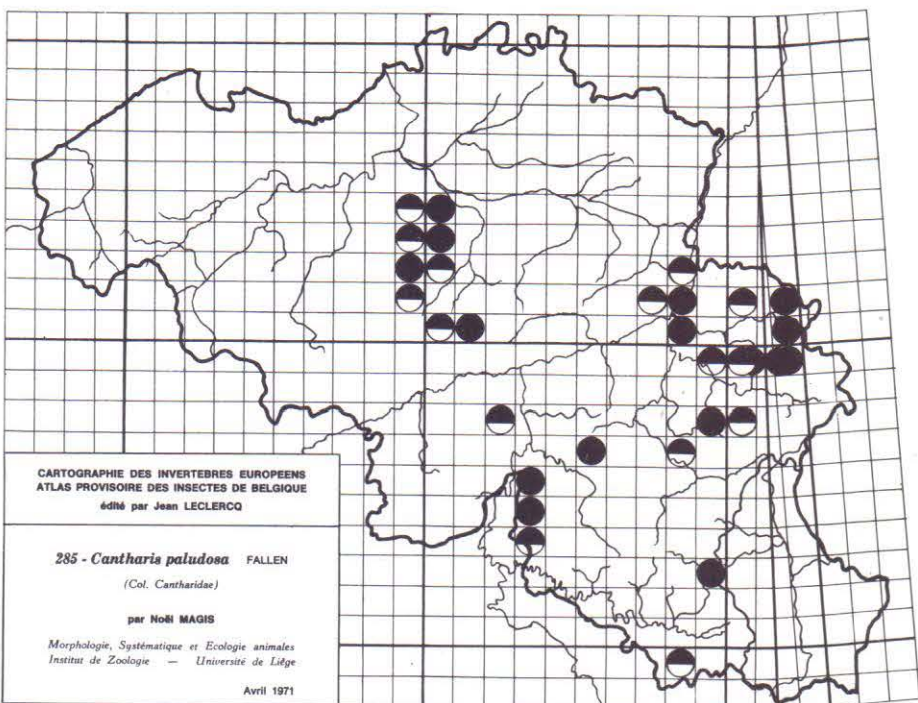 CARTOGRAPHIE DES INVERTEBRES EUROPEENS
ATLAS PROVISOIRE DES INSECTES DE BELGIQUE
édité par Jean LECLERCQ
285 - Cantharis paludosa FALLEN
(Col. Cantharidae)
par Noël MAGIS
Morphologie, Systématique et Ecologie animales
Institut de Zoologie — Université de Liège
Avril 1971